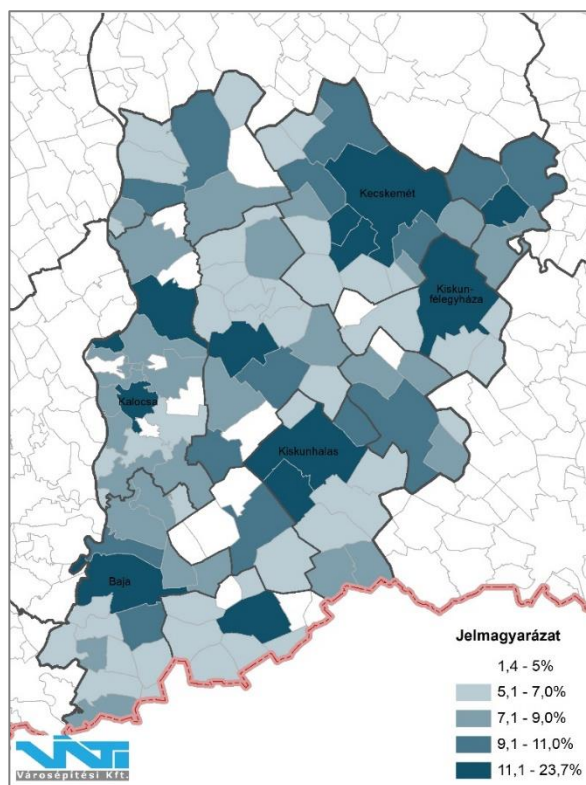 Kecskemét
Kiskun-
félegyháza
Kalocsa
Kiskunhalas
Baja
Jelmagyarázat
1,4 - 5%
5,1 - 7,0%
7,1 - 9,0%
9,1 - 11,0%
11,1 - 23,7%
VÁTI
Városépítési Kft.